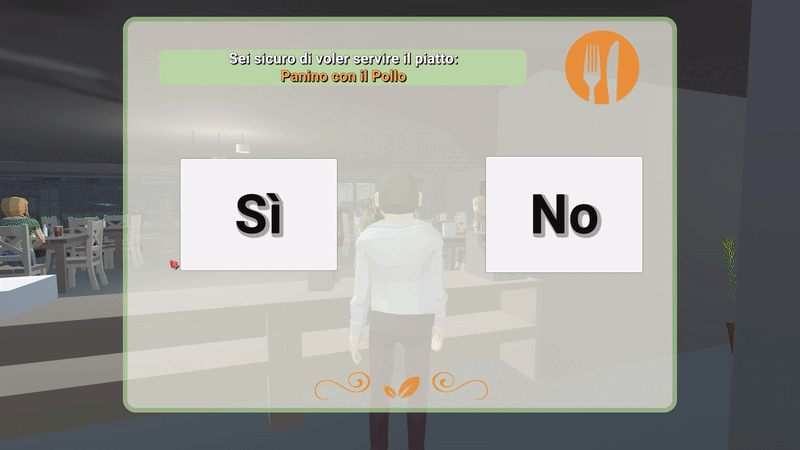 Sei sicuro di voler servire il piatto:
Panino con il Pollo
Sì
No